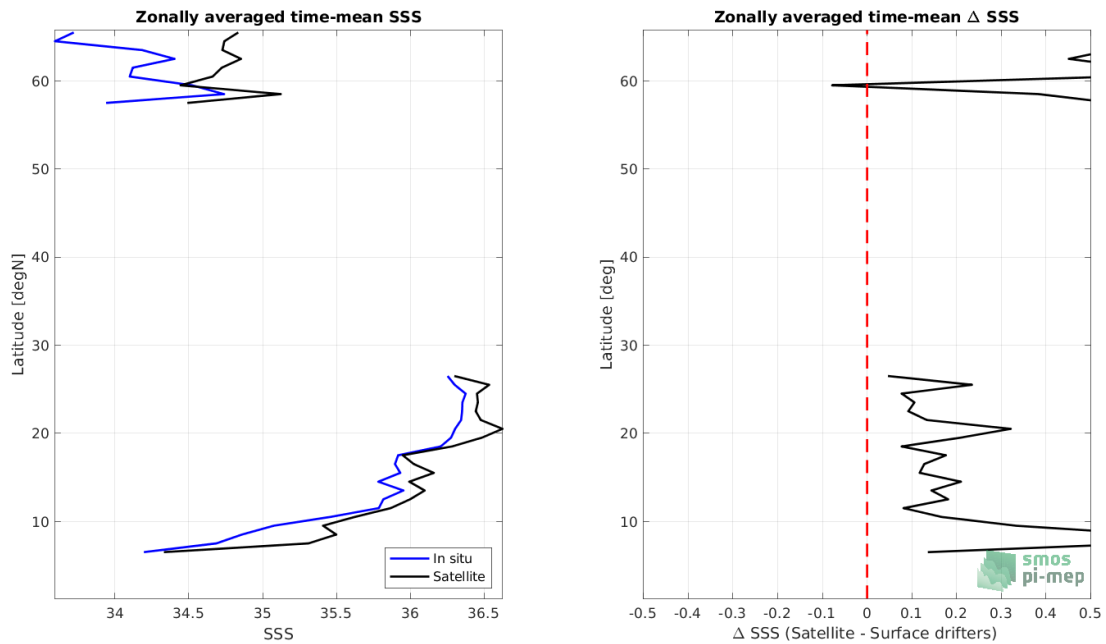 Zonally averaged time-mean SSS
60
50
40
30
20
10
Latitude [degN]
34
34.5
35
35.5
36
36.5
SSS
In situ
Satellite
Zonally averaged time-mean Δ SSS
60
50
40
30
20
10
Latitude [deg]
-0.5
-0.4
-0.3
-0.2
-0.1
0
0.1
0.2
0.3
0.4
0.5
Δ SSS (Satellite - Surface drifters)
smos
pi-mep